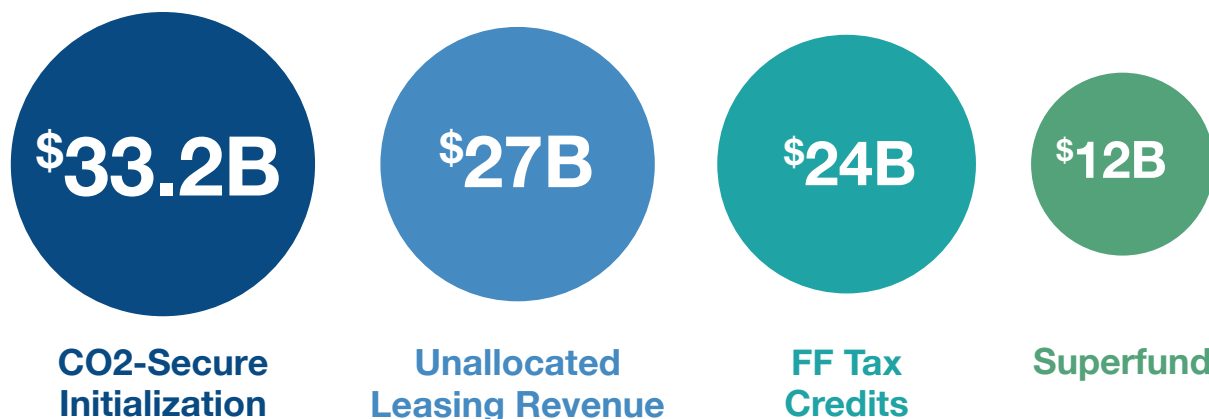 $33.2B
$27B
$24B
$12B
CO2-Secure
Initialization
Unallocated
Leasing Revenue
FF Tax
Credits
Superfund